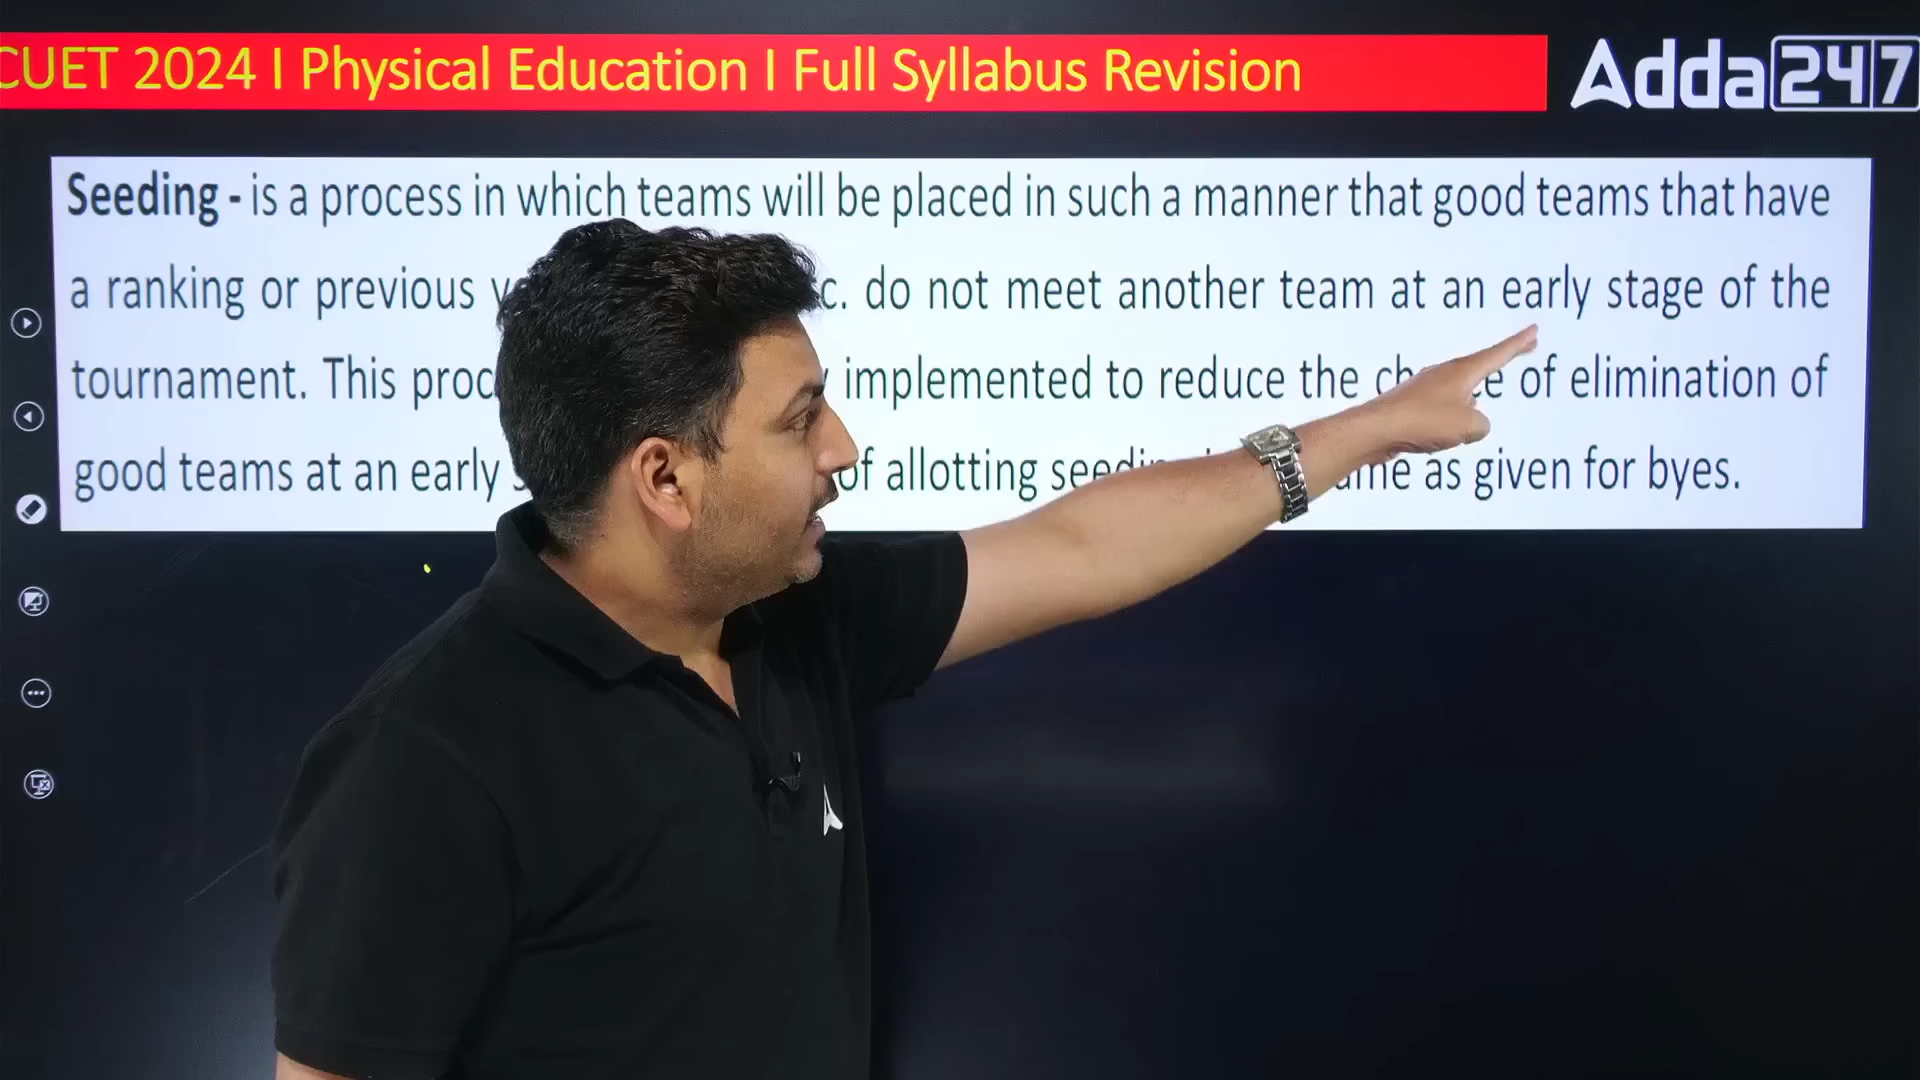 CUET 2024 I Physical Education I Full Syllabus Revision
Adda247
Seeding - is a process in which teams will be placed in such a manner that good teams that have
a ranking or previous do not meet another team at an early stage of the
tournament. This implemented to reduce the of elimination of
good teams at an early of allotting as given for byes.